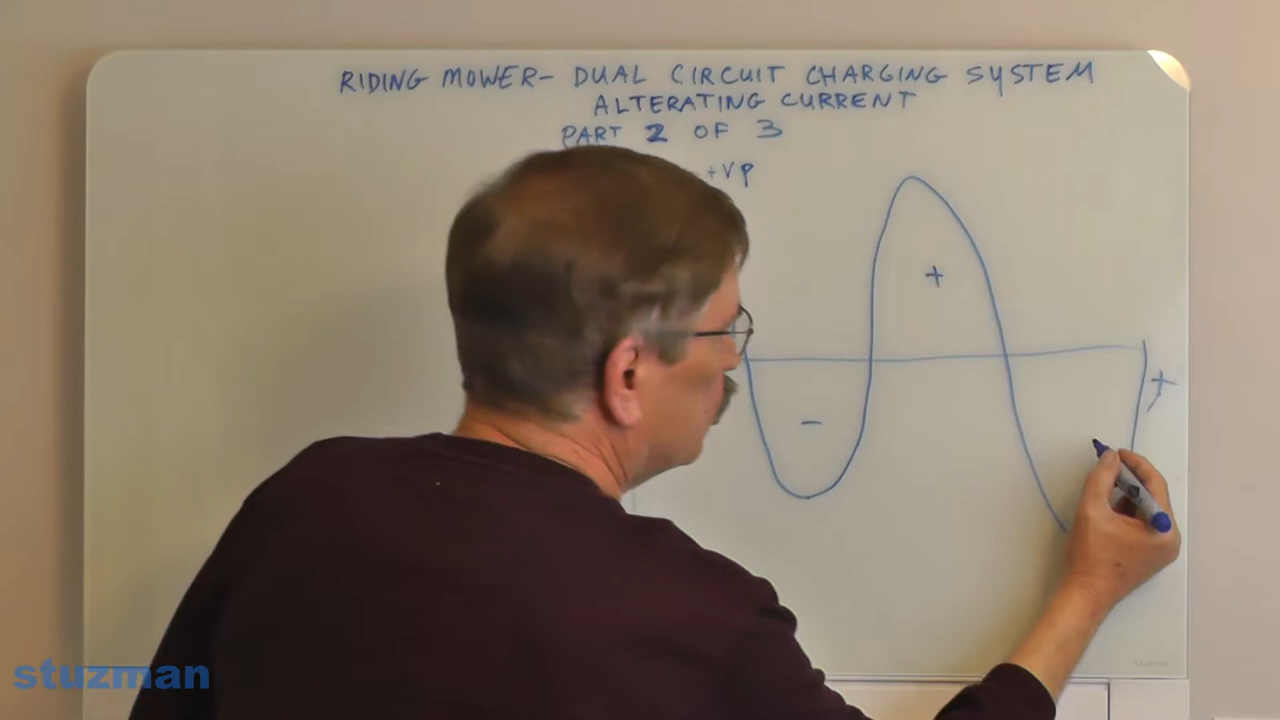 RIDING MOWER- DUAL CIRCUIT CHARGING SYSTEM
ALTERATING CURRENT
PART 2 OF 3
+VP
+
-
t
stuzman